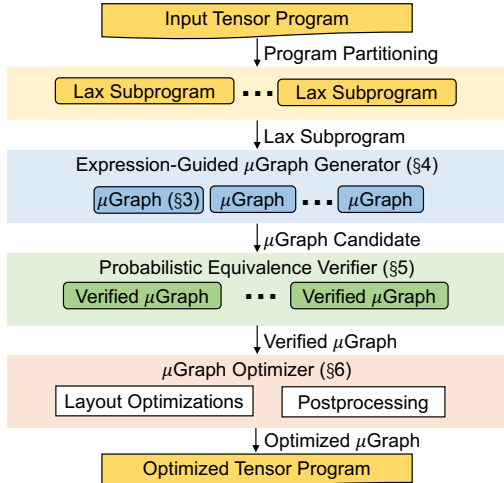 Input Tensor Program
Program Partitioning
Lax Subprogram ... Lax Subprogram
Lax Subprogram
Expression-Guided μGraph Generator (§4)
μGraph (§3) μGraph ... μGraph
μGraph Candidate
Probabilistic Equivalence Verifier (§5)
Verified μGraph ... Verified μGraph
Verified μGraph
μGraph Optimizer (§6)
Layout Optimizations Postprocessing
Optimized μGraph
Optimized Tensor Program